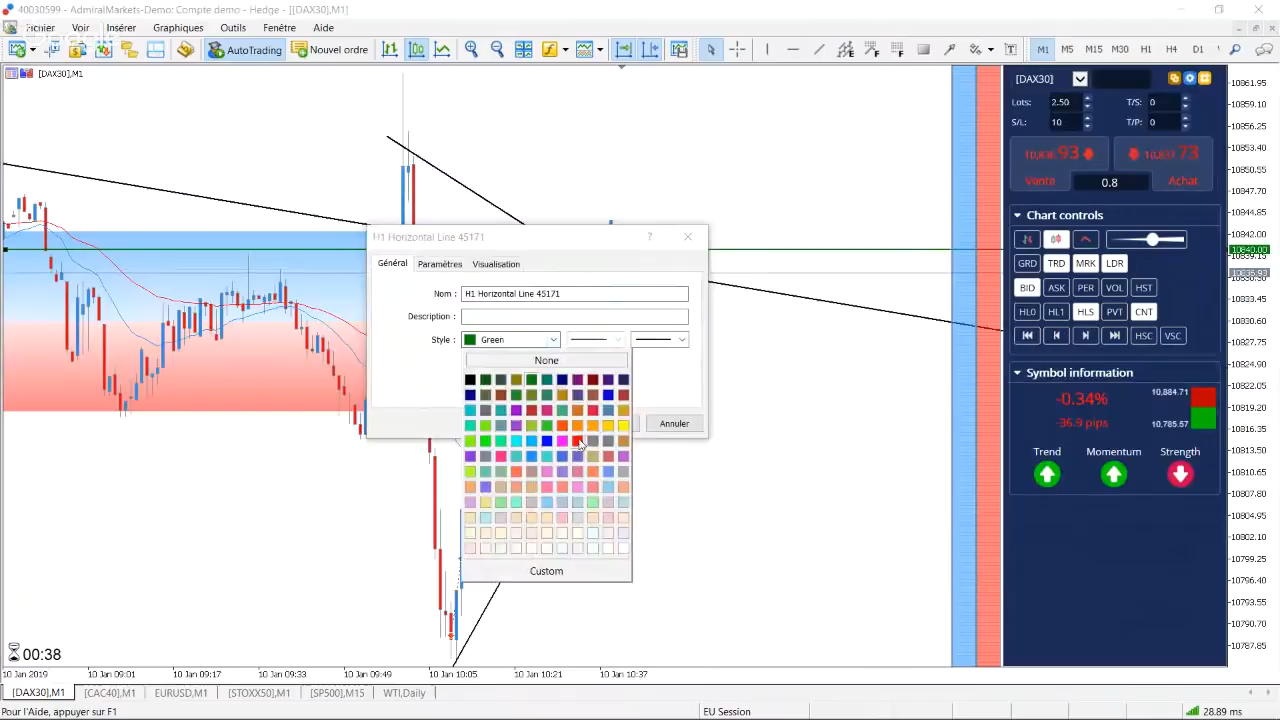 40030599 - AdmiralMarkets-Demo: Compte demo - Hedge - [[DAX30],M1]
Fichier Voir Insérer Graphiques Outils Fenêtre Aide
AutoTrading Nouvel ordre M1 M5 M15 M30 H1 H4 D1
[DAX30],M1
[DAX30]
Lots: 2.50 T/S: 0
S/L: 10 T/P: 0
93 73
Vente 0.8 Achat
Chart controls
GRD TRD MRK LDR
BID ASK PER VOL HST
HL0 HL1 HLS PVT CNT
HSC VSC
Symbol information
-0.34% 10,884.71
-36.9 pips 10,785.57
Trend Momentum Strength
10861.95
10859.10
10856.25
10853.40
10850.55
10847.70
10844.85
10842.00
10840.00
10839.15
10833.45
10830.60
10827.75
10824.90
10822.05
10819.20
10816.35
10813.50
10810.65
10807.80
10804.95
10802.10
10799.25
10796.40
10793.55
10790.70
10787.85
H1 Horizontal Line 45171 ?
Général Paramètres Visualisation
Nom : H1 Horizontal Line 45171
Description :
Style : Green
None
Annuler
Custom
00:38
10 Jan 2019 10 Jan 09:01 10 Jan 09:17 10 Jan 09:33 10 Jan 09:49 10 Jan 10:05 10 Jan 10:21 10 Jan 10:37
[DAX30],M1 [CAC40],M1 EURUSD,M1 [STOXX50],M1 [SP500],M15 WTI,Daily
Pour l'Aide, appuyer sur F1 EU Session 28.89 ms